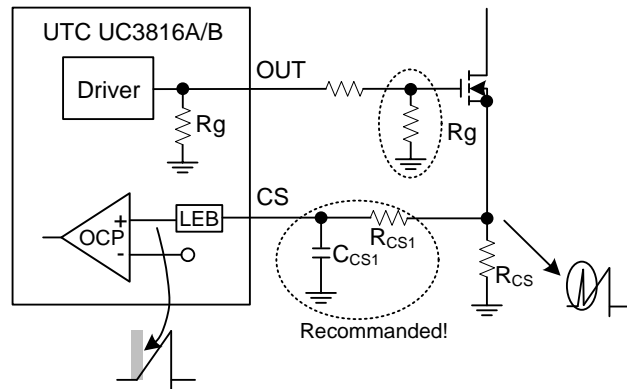 UTC UC3816A/B
OUT
Driver
Rg
Rg
CS
LEB
+
OCP
-
RCS1
CCS1
RCS
Recommanded!